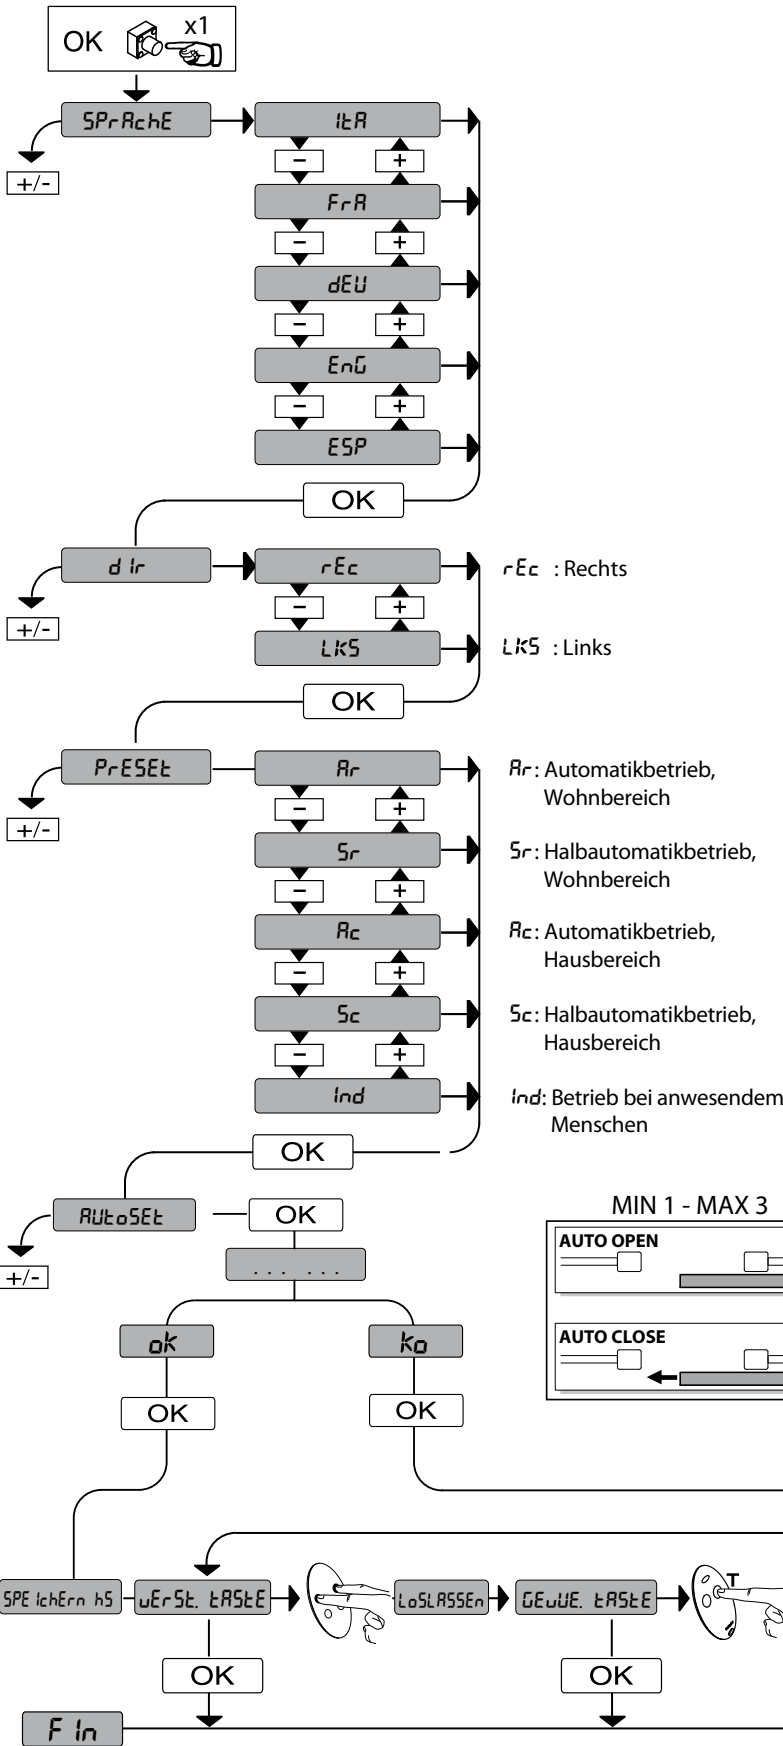 OK x1
SPrAchE
ItA
+/-
- +
FrA
- +
dEU
- +
EnG
- +
ESP
OK
dIr
rEc
rEc : Rechts
+/-
- +
LKS
LKS : Links
OK
PrESEt
Ar
Ar: Automatikbetrieb,
Wohnbereich
+/-
- +
Sr
Sr: Halbautomatikbetrieb,
Wohnbereich
- +
Ac
Ac: Automatikbetrieb,
Hausbereich
- +
Sc
Sc: Halbautomatikbetrieb,
Hausbereich
- +
Ind
Ind: Betrieb bei anwesendem
Menschen
OK
AUtoSEt
OK
+/-
... ...
MIN 1 - MAX 3
AUTO OPEN
AUTO CLOSE
ok
ko
OK
OK
SPEIchErn hS
vErSt. tAStE
LoSLASSEn
GEwUE. tAStE
T
OK
OK
FIn